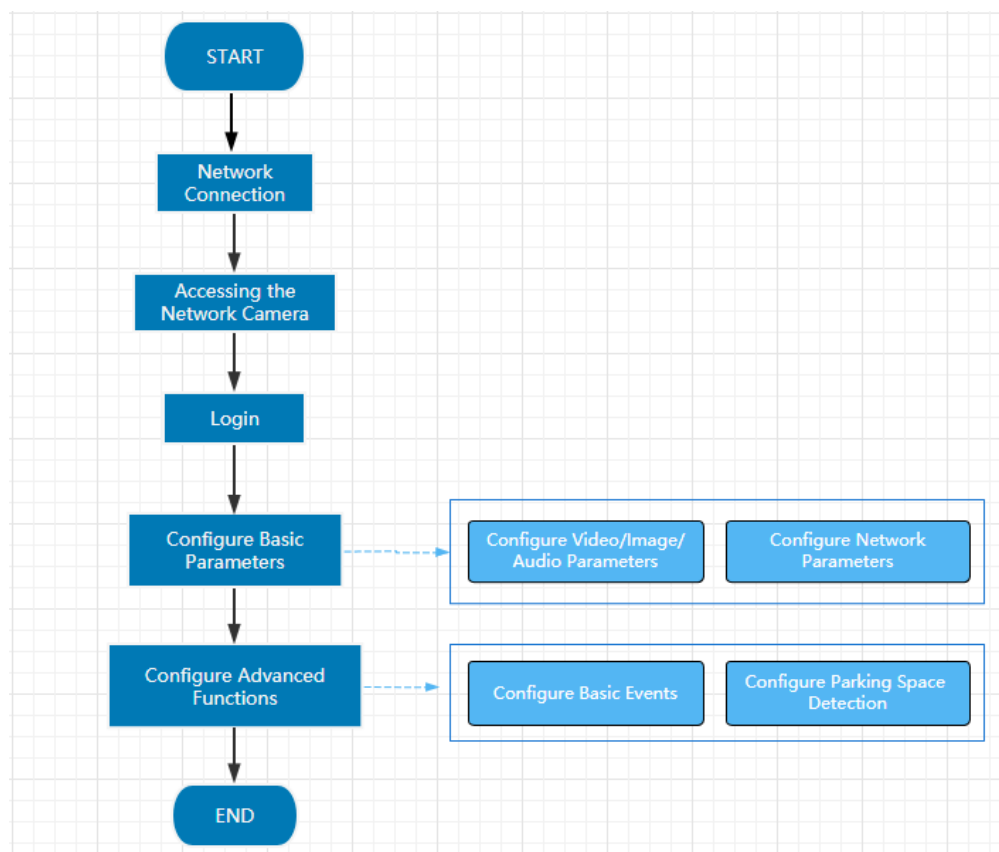 START
Network
Connection
Accessing the
Network Camera
Login
Configure Basic
Parameters
Configure Video/Image/
Audio Parameters
Configure Network
Parameters
Configure Advanced
Functions
Configure Basic Events
Configure Parking Space
Detection
END